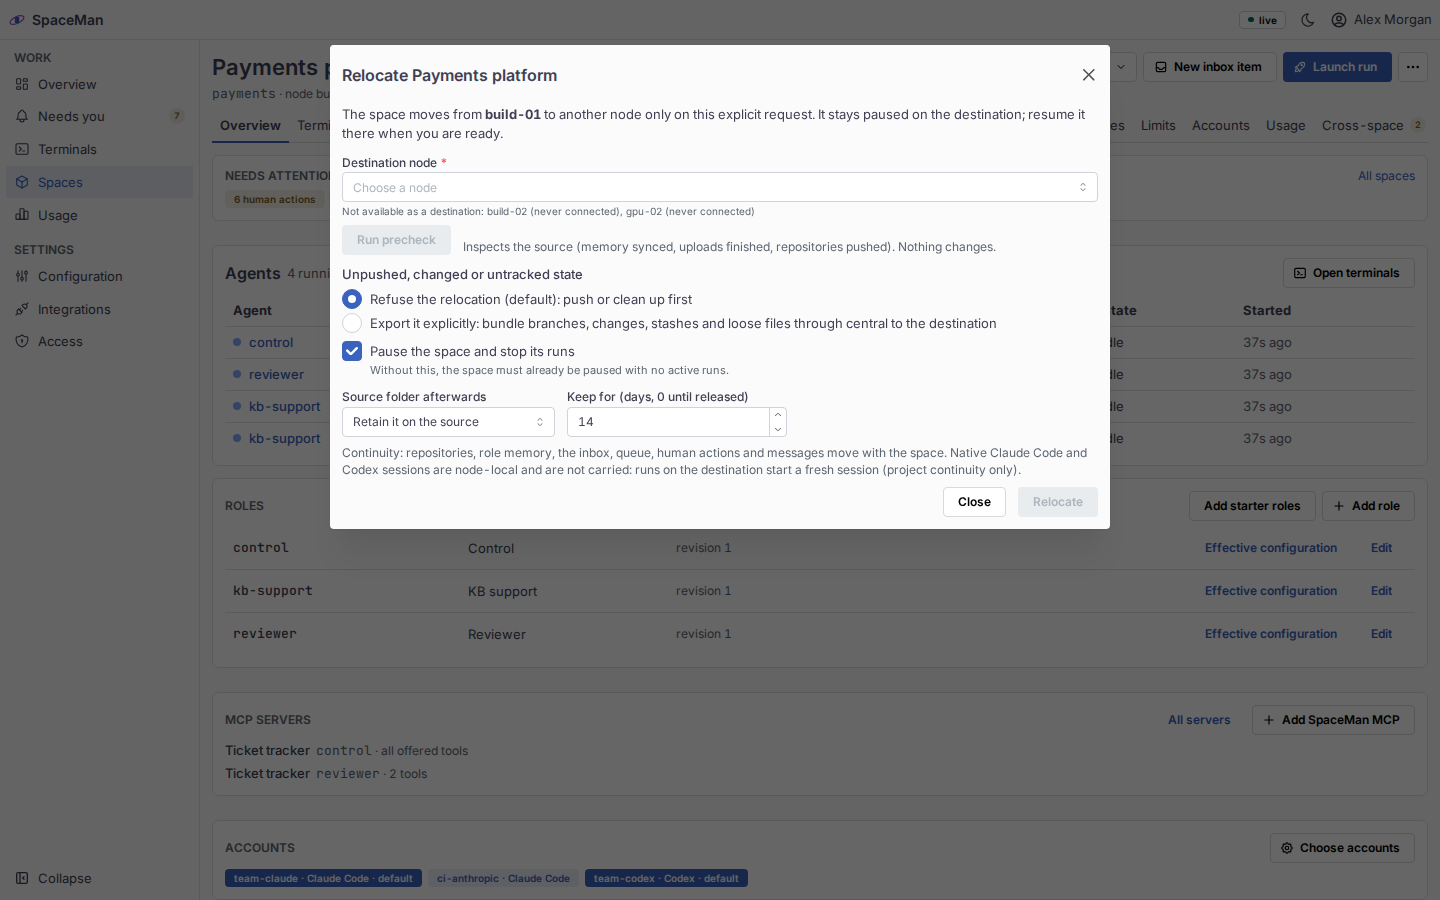 SpaceMan
live
Alex Morgan
WORK
Overview
Needs you
7
Terminals
Spaces
Usage
SETTINGS
Configuration
Integrations
Access
Collapse
Payments p
New inbox item
Launch run
payments · node bu
Overview
Termi
es
Limits
Accounts
Usage
Cross-space
2
NEEDS ATTENTIO
All spaces
6 human actions
Agents
4 runni
Open terminals
Agent
tate
Started
control
dle
37s ago
reviewer
dle
37s ago
kb-support
dle
37s ago
kb-support
dle
37s ago
Relocate Payments platform
The space moves from build-01 to another node only on this explicit request. It stays paused on the destination; resume it
there when you are ready.
Destination node *
Choose a node
Not available as a destination: build-02 (never connected), gpu-02 (never connected)
Run precheck
Inspects the source (memory synced, uploads finished, repositories pushed). Nothing changes.
Unpushed, changed or untracked state
Refuse the relocation (default): push or clean up first
Export it explicitly: bundle branches, changes, stashes and loose files through central to the destination
Pause the space and stop its runs
Without this, the space must already be paused with no active runs.
Source folder afterwards
Keep for (days, 0 until released)
Retain it on the source
14
Continuity: repositories, role memory, the inbox, queue, human actions and messages move with the space. Native Claude Code and
Codex sessions are node-local and are not carried: runs on the destination start a fresh session (project continuity only).
Close
Relocate
ROLES
Add starter roles
Add role
control
Control
revision 1
Effective configuration
Edit
kb-support
KB support
revision 1
Effective configuration
Edit
reviewer
Reviewer
revision 1
Effective configuration
Edit
MCP SERVERS
All servers
Add SpaceMan MCP
Ticket tracker control · all offered tools
Ticket tracker reviewer · 2 tools
ACCOUNTS
Choose accounts
team-claude · Claude Code · default
ci-anthropic · Claude Code
team-codex · Codex · default